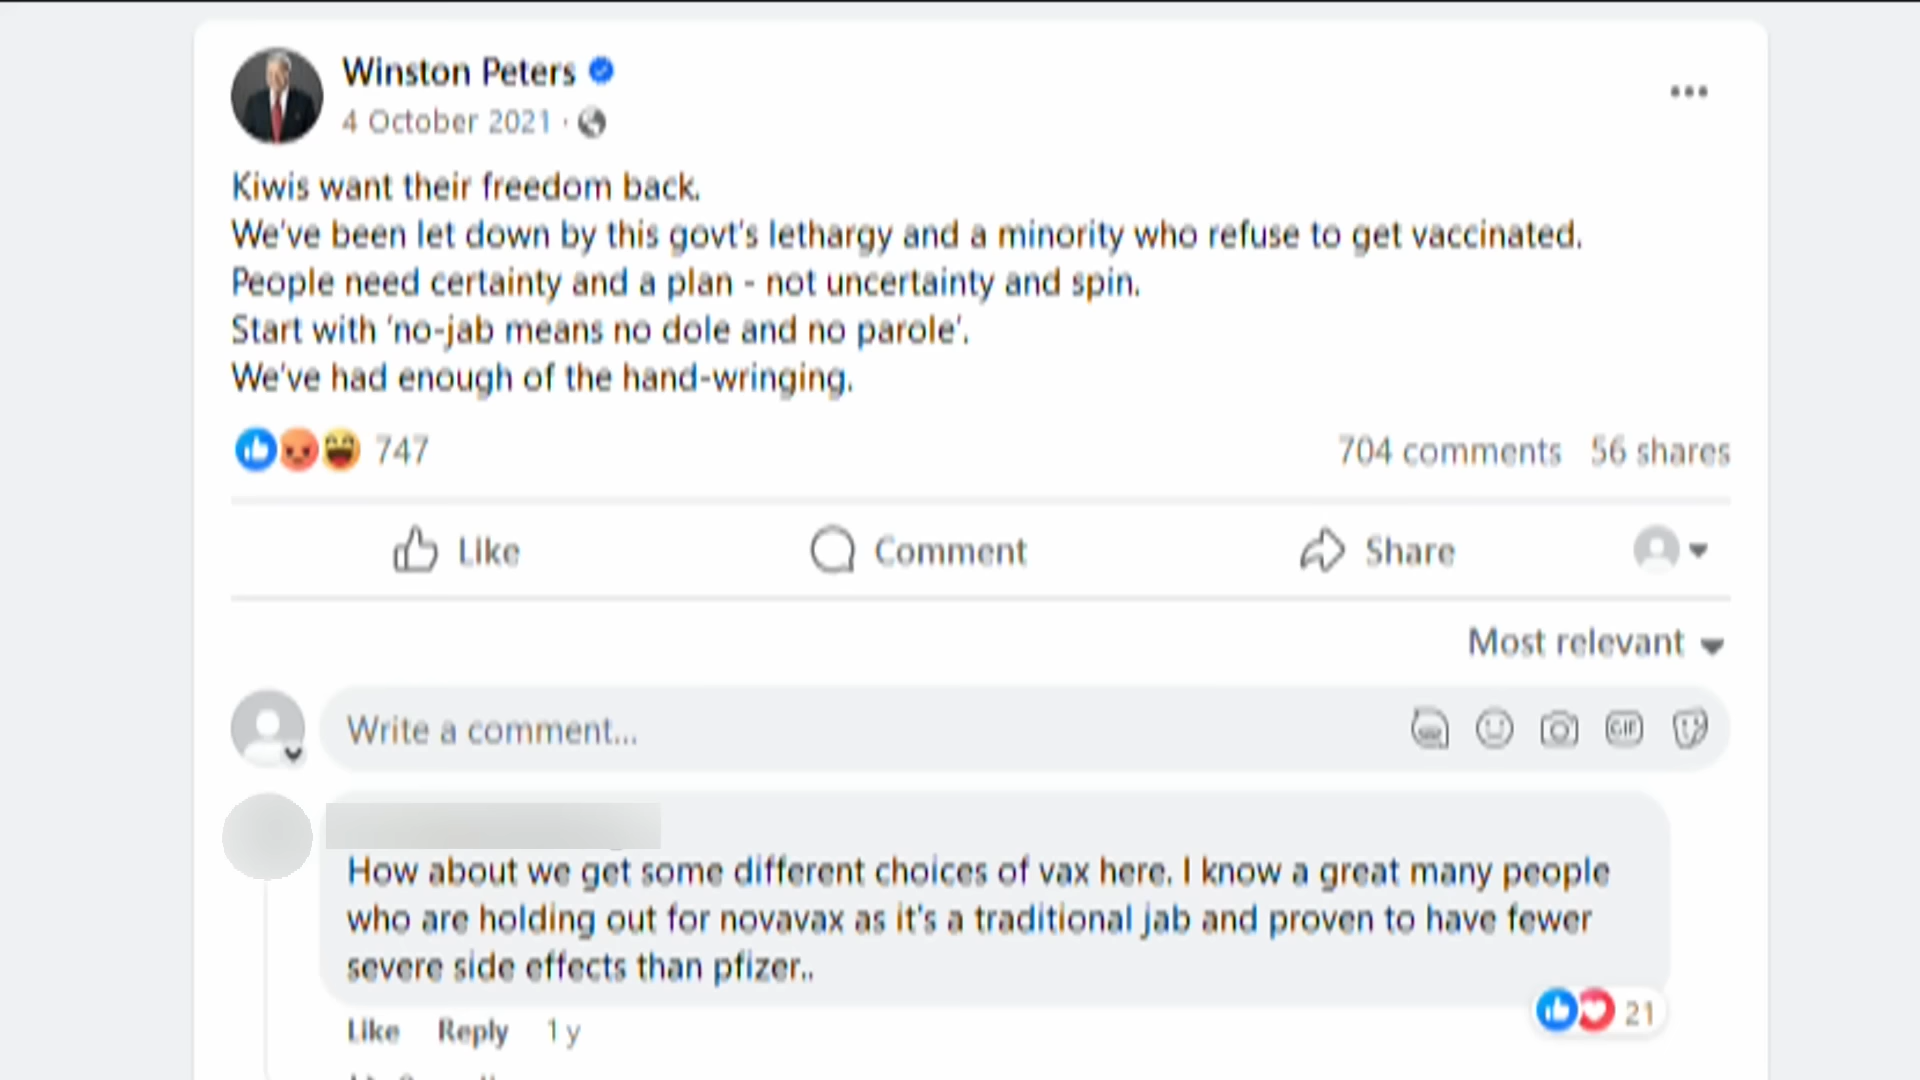 Winston Peters
4 October 2021 ·
Kiwis want their freedom back.
We've been let down by this govt's lethargy and a minority who refuse to get vaccinated.
People need certainty and a plan - not uncertainty and spin.
Start with 'no-jab means no dole and no parole'.
We've had enough of the hand-wringing.
747 704 comments 56 shares
Like Comment Share
Most relevant
Write a comment... GIF
How about we get some different choices of vax here. I know a great many people
who are holding out for novavax as it's a traditional jab and proven to have fewer
severe side effects than pfizer..
21
Like Reply 1 y